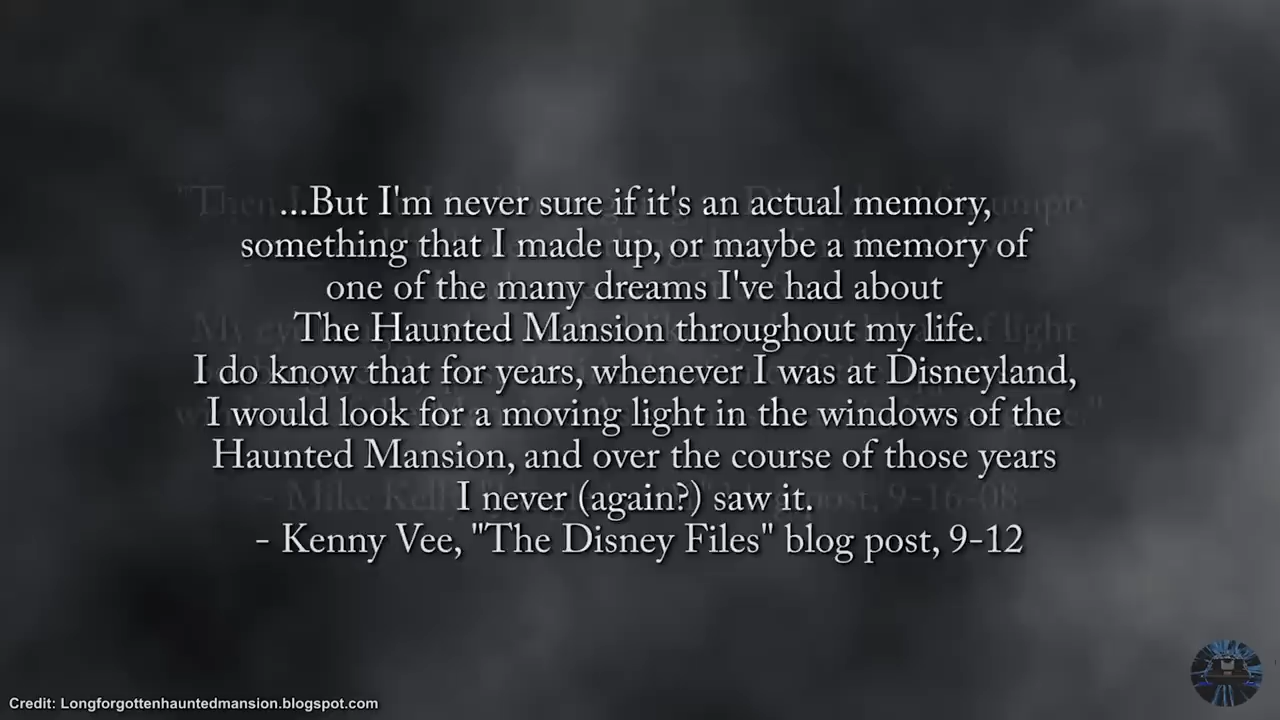 ...But I'm never sure if it's an actual memory,
something that I made up, or maybe a memory of
one of the many dreams I've had about
The Haunted Mansion throughout my life.
I do know that for years, whenever I was at Disneyland,
I would look for a moving light in the windows of the
Haunted Mansion, and over the course of those years
I never (again?) saw it.
- Kenny Vee, "The Disney Files" blog post, 9-12
Credit: Longforgottenhauntedmansion.blogspot.com